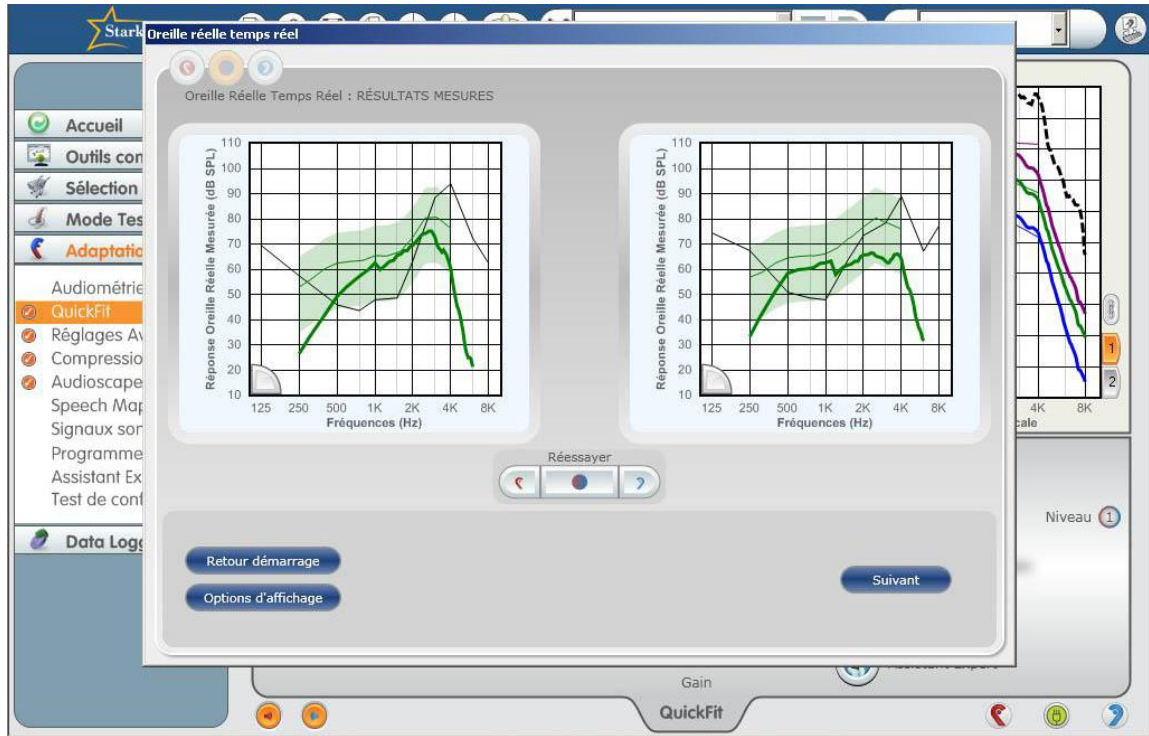 Stark
Oreille réelle temps réel
Oreille Réelle Temps Réel : RÉSULTATS MESURES
Accueil
Outils con
Sélection
Mode Tes
Adaptatio
Audiométrie
QuickFit
Réglages Av
Compressio
Audioscape
Speech Map
Signaux son
Programme
Assistant Ex
Test de conf
Data Logg
Réponse Oreille Réelle Mesurée (dB SPL)
110
100
90
80
70
60
50
40
30
20
10
125 250 500 1K 2K 4K 8K
Fréquences (Hz)
Réponse Oreille Réelle Mesurée (dB SPL)
110
100
90
80
70
60
50
40
30
20
10
125 250 500 1K 2K 4K 8K
Fréquences (Hz)
Réessayer
Retour démarrage
Options d'affichage
Suivant
1
2
4K 8K
cale
Niveau 1
Gain
QuickFit